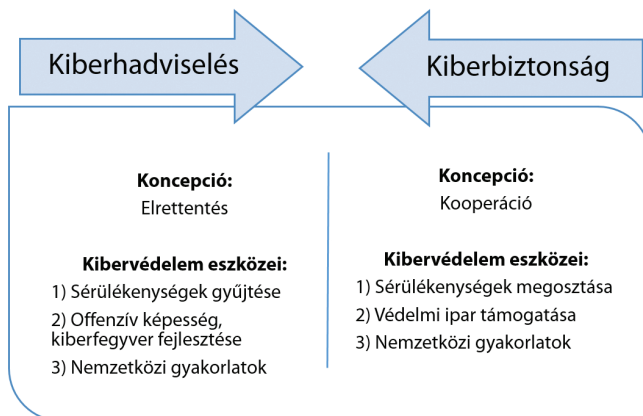 Kiberhadviselés
Kiberbiztonság
Koncepció:
Elrettentés
Kibervédelem eszközei:
1) Sérülékenységek gyűjtése
2) Offenzív képesség,
kiberfegyver fejlesztése
3) Nemzetközi gyakorlatok
Koncepció:
Kooperáció
Kibervédelem eszközei:
1) Sérülékenységek megosztása
2) Védelmi ipar támogatása
3) Nemzetközi gyakorlatok